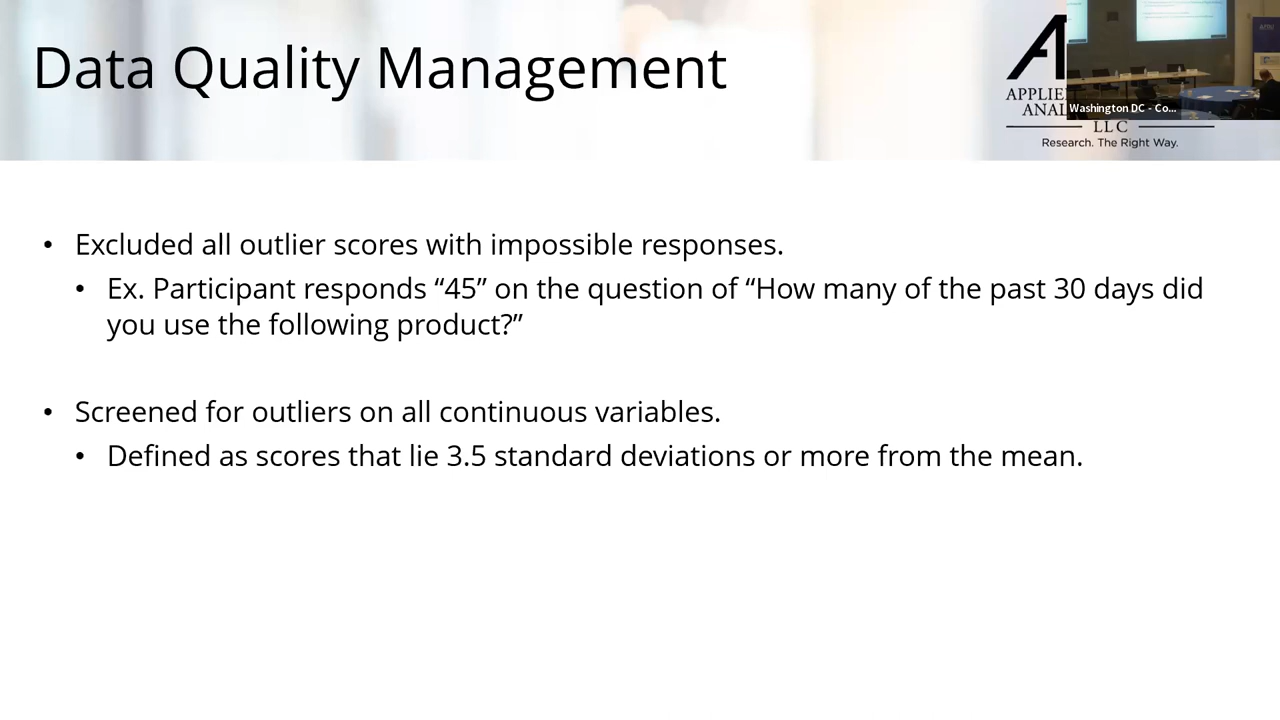 Data Quality Management
APPLIE
ANAL
LLC
Research. The Right Way.
Washington DC - Co...
• Excluded all outlier scores with impossible responses.
• Ex. Participant responds “45” on the question of “How many of the past 30 days did
you use the following product?”
• Screened for outliers on all continuous variables.
• Defined as scores that lie 3.5 standard deviations or more from the mean.